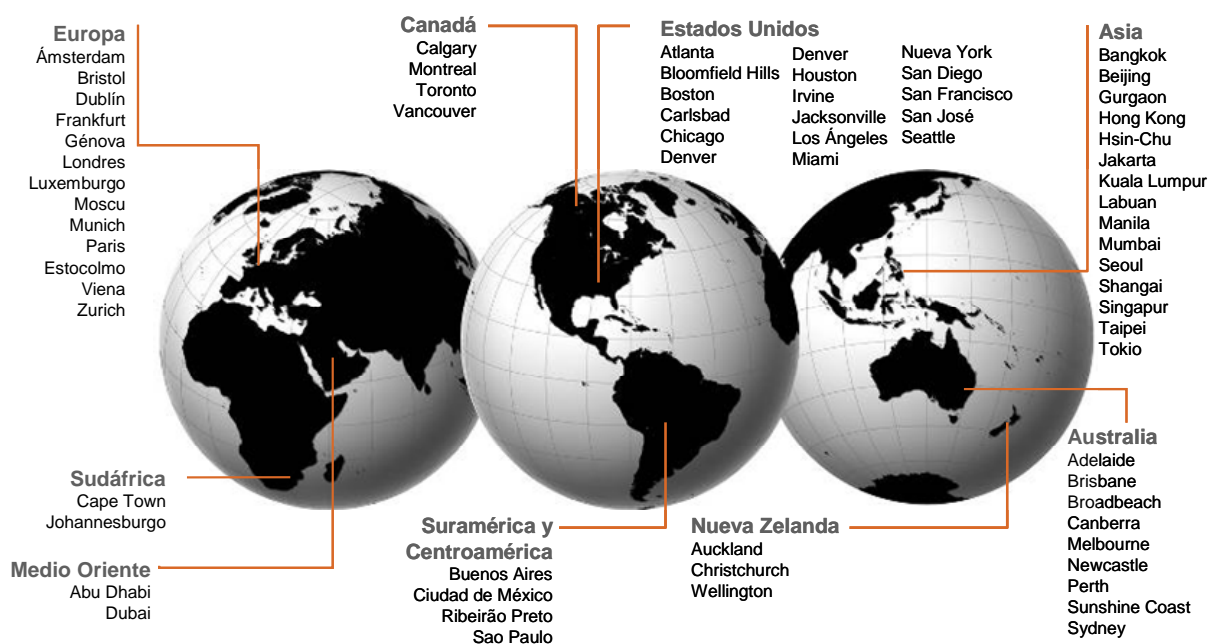 Europa
Ámsterdam
Bristol
Dublín
Frankfurt
Génova
Londres
Luxemburgo
Moscu
Munich
Paris
Estocolmo
Viena
Zurich
Canadá
Calgary
Montreal
Toronto
Vancouver
Estados Unidos
Atlanta
Bloomfield Hills
Boston
Carlsbad
Chicago
Denver
Denver
Houston
Irvine
Jacksonville
Los Ángeles
Miami
Nueva York
San Diego
San Francisco
San José
Seattle
Asia
Bangkok
Beijing
Gurgaon
Hong Kong
Hsin-Chu
Jakarta
Kuala Lumpur
Labuan
Manila
Mumbai
Seoul
Shangai
Singapur
Taipei
Tokio
Sudáfrica
Cape Town
Johannesburgo
Medio Oriente
Abu Dhabi
Dubai
Suramérica y
Centroamérica
Buenos Aires
Ciudad de México
Ribeirão Preto
Sao Paulo
Nueva Zelanda
Auckland
Christchurch
Wellington
Australia
Adelaide
Brisbane
Broadbeach
Canberra
Melbourne
Newcastle
Perth
Sunshine Coast
Sydney